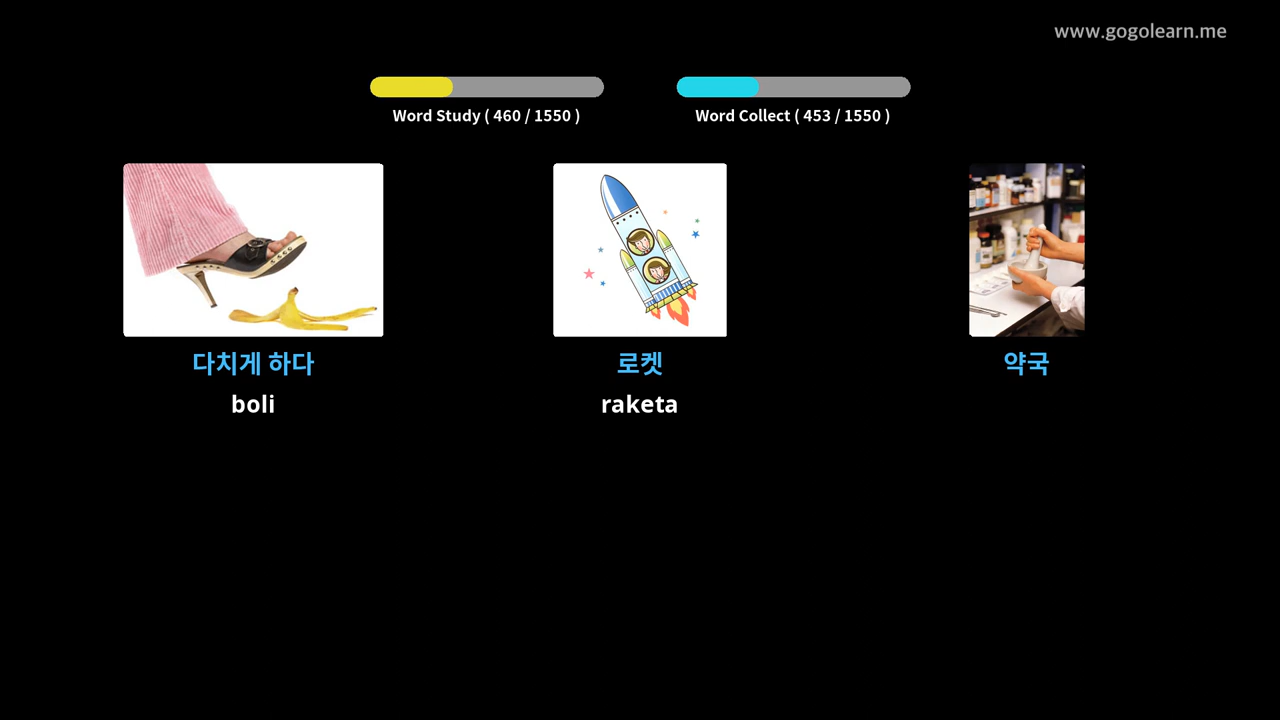 www.gogolearn.me
Word Study ( 460 / 1550 )
Word Collect ( 453 / 1550 )
다치게 하다
로켓
약국
boli
raketa